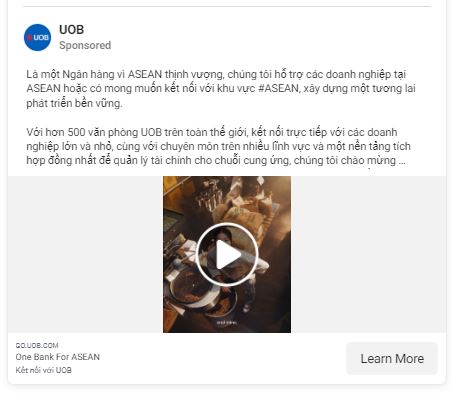 UOB
UOB
Sponsored
Là một Ngân hàng vì ASEAN thịnh vượng, chúng tôi hỗ trợ các doanh nghiệp tại
ASEAN hoặc có mong muốn kết nối với khu vực #ASEAN, xây dựng một tương lai
phát triển bền vững.
Với hơn 500 văn phòng UOB trên toàn thế giới, kết nối trực tiếp với các doanh
nghiệp lớn và nhỏ, cùng với chuyên môn trên nhiều lĩnh vực và một nền tảng tích
hợp đồng nhất để quản lý tài chính cho chuỗi cung ứng, chúng tôi chào mừng ...
GO.UOB.COM
One Bank For ASEAN
Kết nối với UOB
Learn More